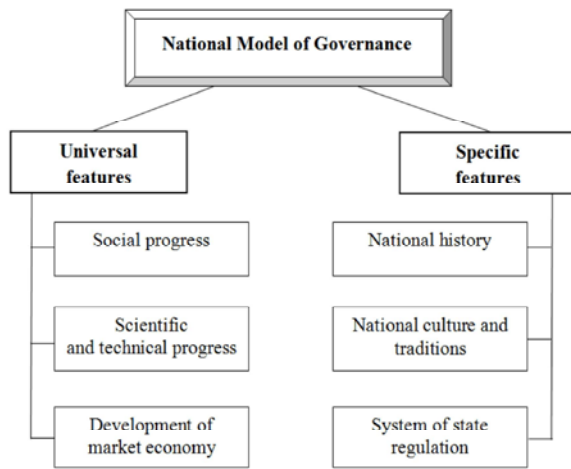 National Model of Governance
Universal
features
Specific
features
Social progress
National history
Scientific
and technical progress
National culture and
traditions
Development of
market economy
System of state
regulation